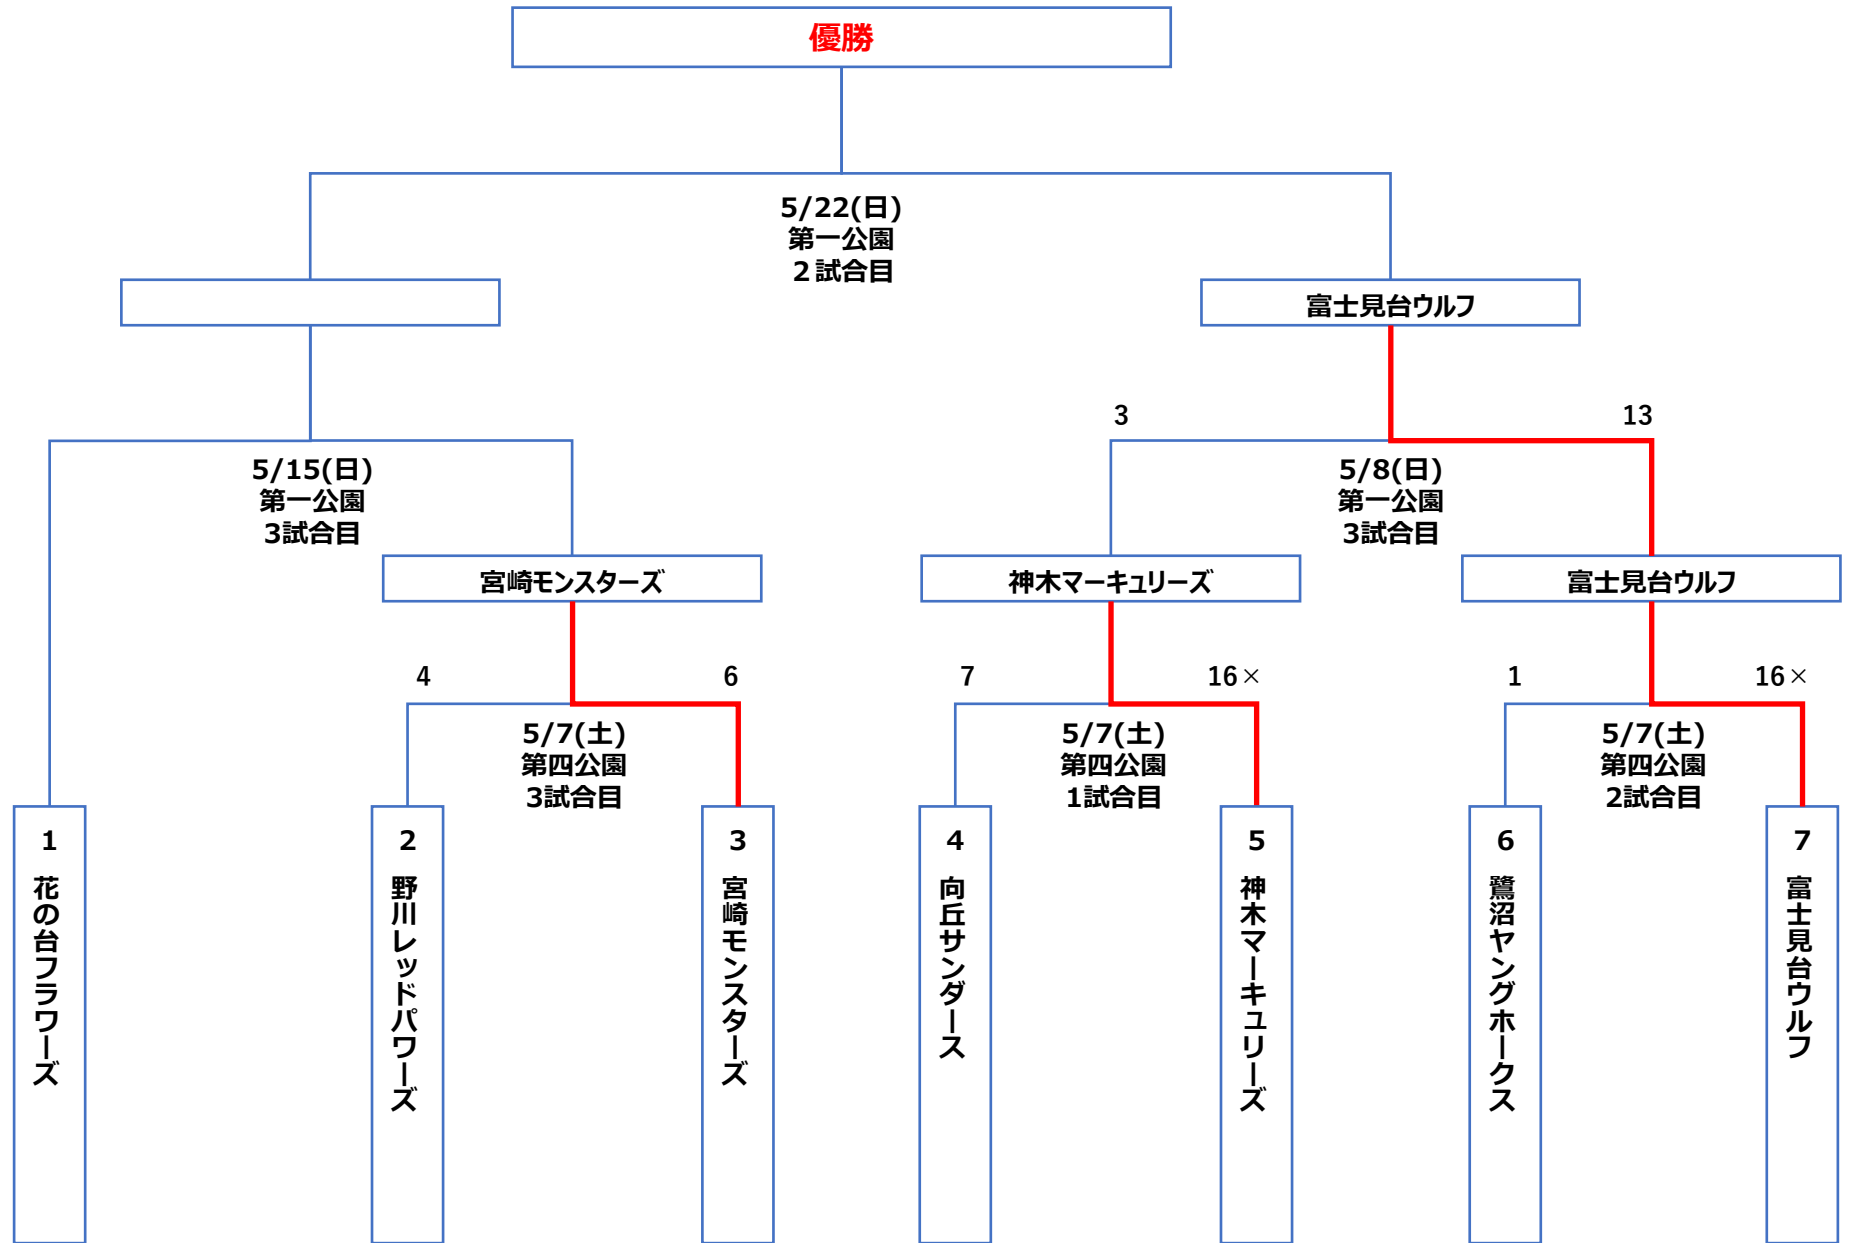 優勝
5/22(日)
第一公園
２試合目
富士見台ウルフ
3
13
5/15(日)
第一公園
3試合目
5/8(日)
第一公園
3試合目
宮崎モンスターズ
神木マーキュリーズ
富士見台ウルフ
4
6
7
16×
1
16×
5/7(土)
第四公園
3試合目
5/7(土)
第四公園
1試合目
5/7(土)
第四公園
2試合目
1 花の台フラワーズ
2 野川レッドパワーズ
3 宮崎モンスターズ
4 向丘サンダース
5 神木マーキュリーズ
6 鷺沼ヤングホークス
7 富士見台ウルフ